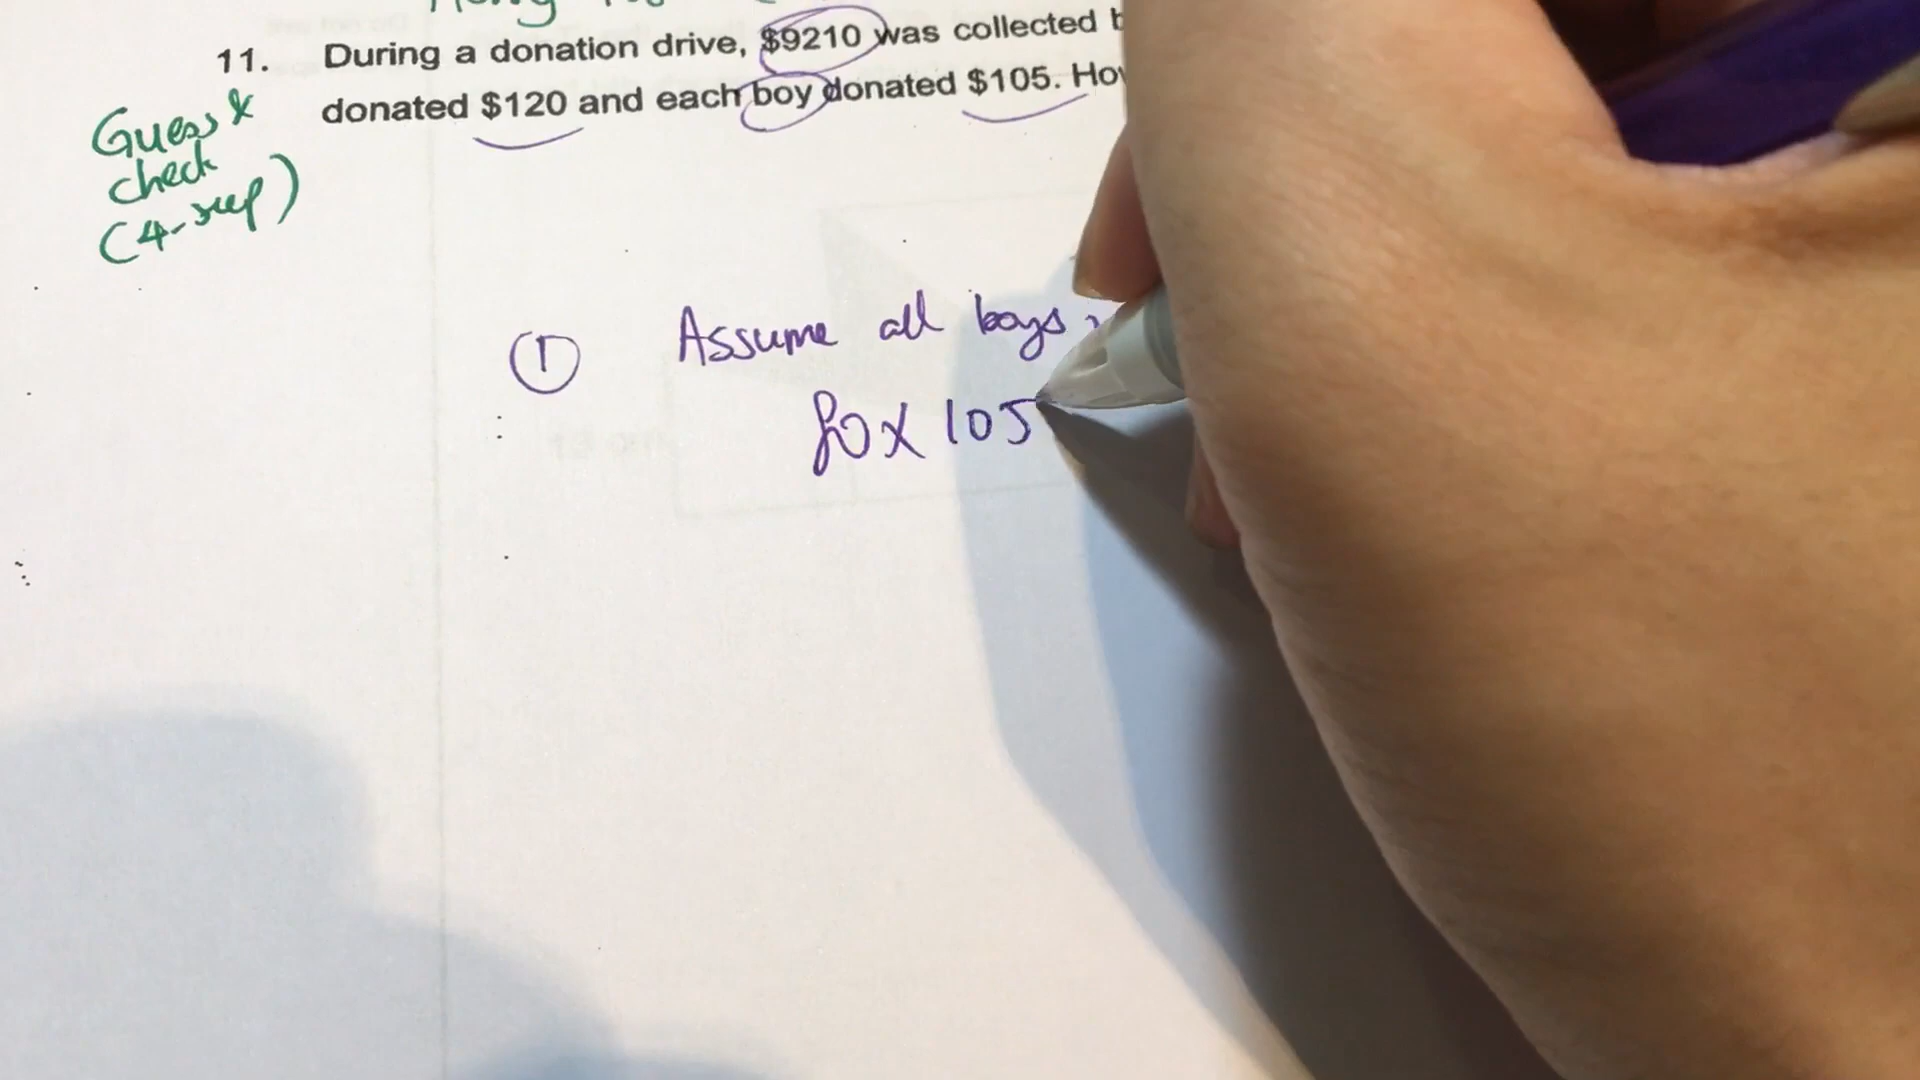 11. During a donation drive, $9210 was collected
donated $120 and each boy donated $105.
Guess &
check
(4-step)
① Assume all boys,
80 x 105